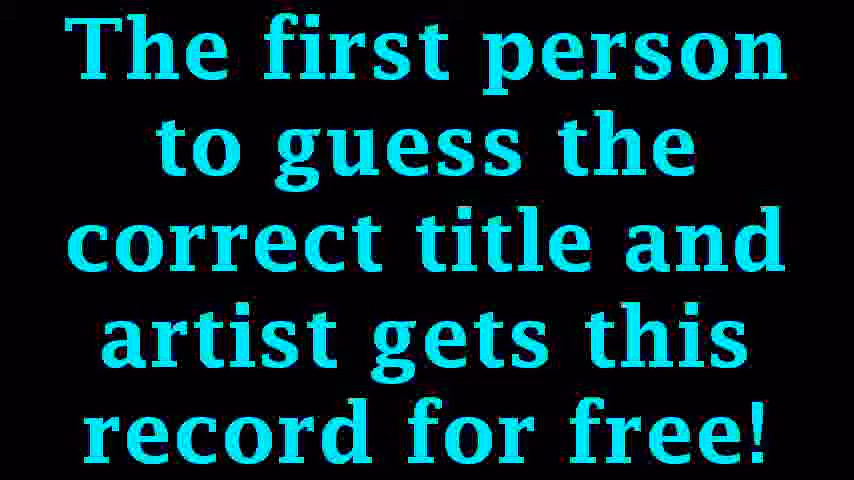 The first person
to guess the
correct title and
artist gets this
record for free!